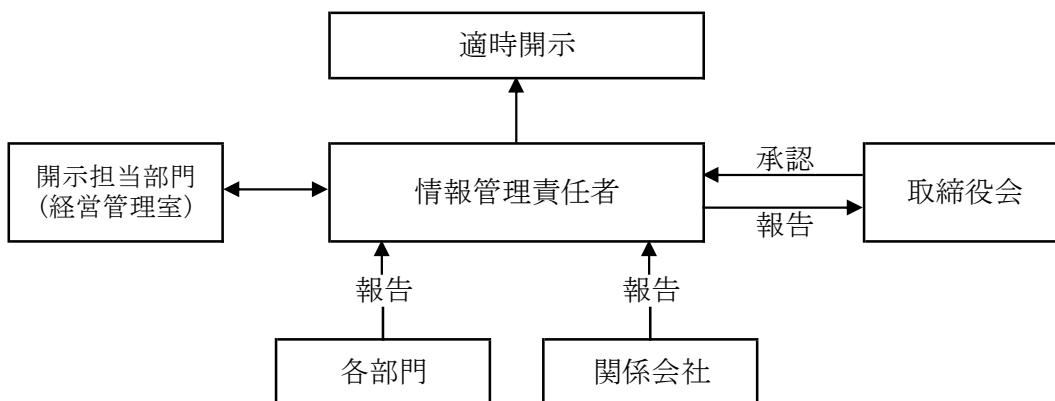 適時開示
開示担当部門
(経営管理室)
情報管理責任者
承認
報告
取締役会
報告
報告
各部門
関係会社